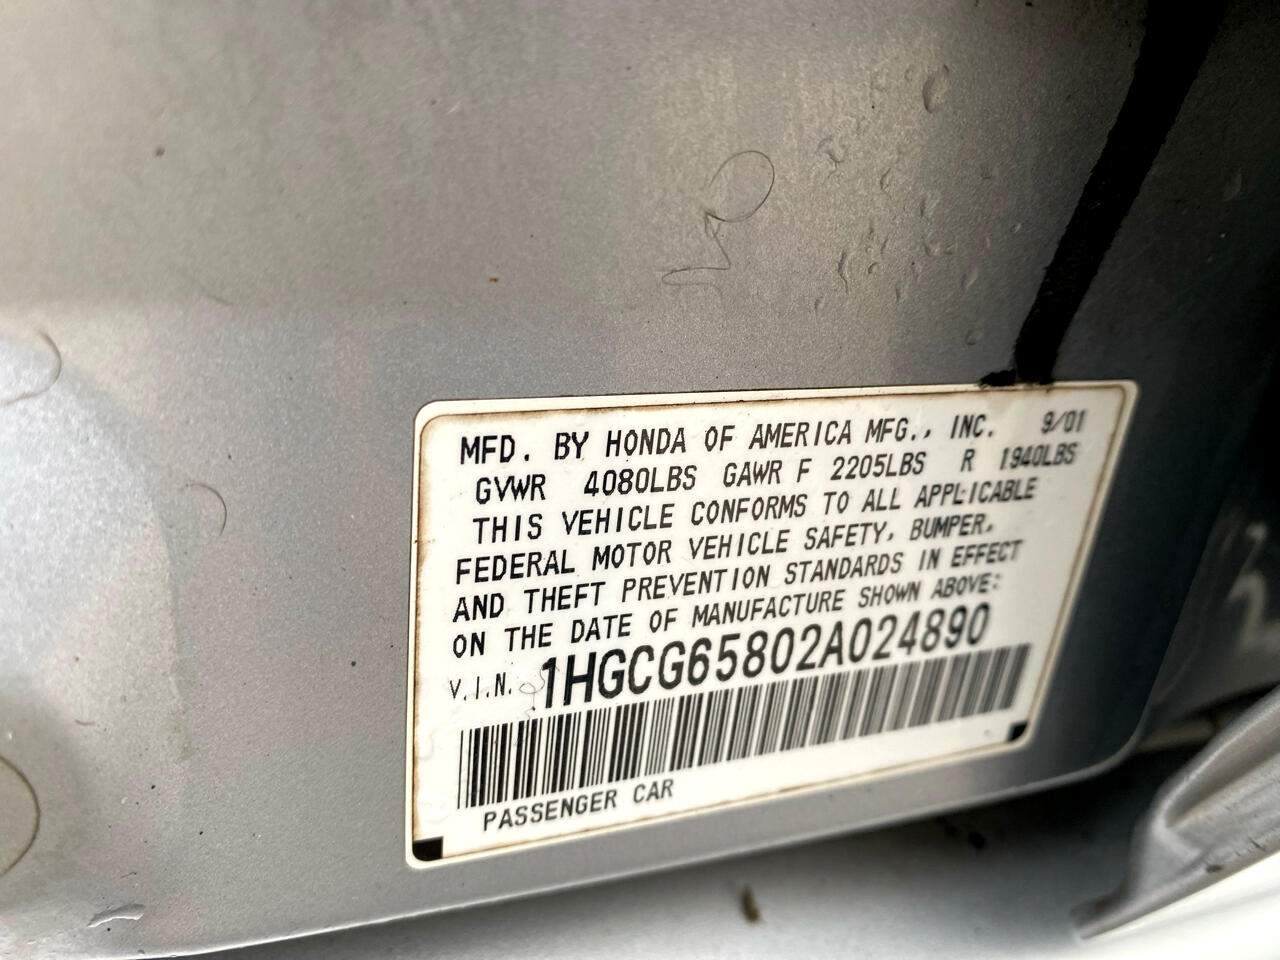 MFD. BY HONDA OF AMERICA MFG., INC. 9/01
GVWR 4080LBS GAWR F 2205LBS R 1940LBS
THIS VEHICLE CONFORMS TO ALL APPLICABLE
FEDERAL MOTOR VEHICLE SAFETY, BUMPER,
AND THEFT PREVENTION STANDARDS IN EFFECT
ON THE DATE OF MANUFACTURE SHOWN ABOVE:
V.I.N. 1HGCG65802A024890
PASSENGER CAR